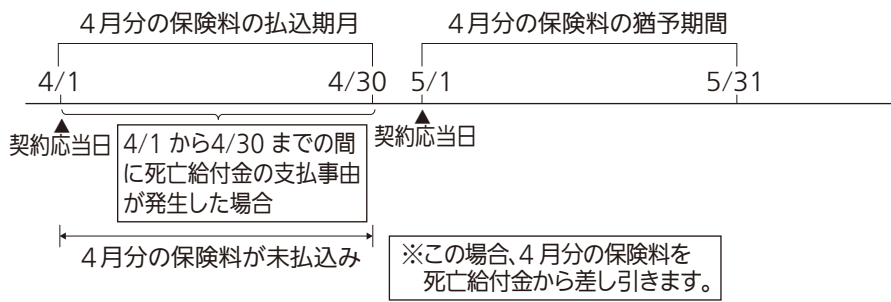 ４月分の保険料の払込期月
４月分の保険料の猶予期間
4/1
4/30
5/1
5/31
契約応当日
契約応当日
4/1 から4/30 までの間
に死亡給付金の支払事由
が発生した場合
４月分の保険料が未払込み
※この場合、４月分の保険料を
死亡給付金から差し引きます。